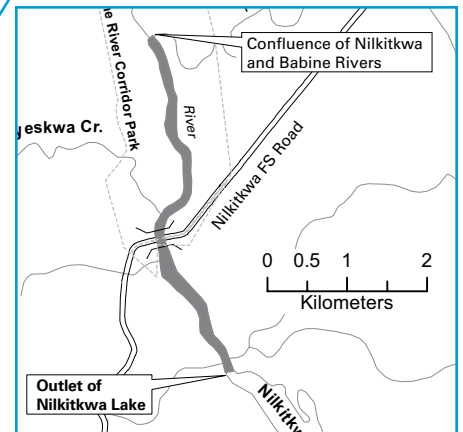 Confluence of Nilkitkwa
and Babine Rivers
River Corridor Park
River
eskwa Cr.
Nilkitkwa FS Road
0 0.5 1 2
Kilometers
Outlet of
Nilkitkwa Lake